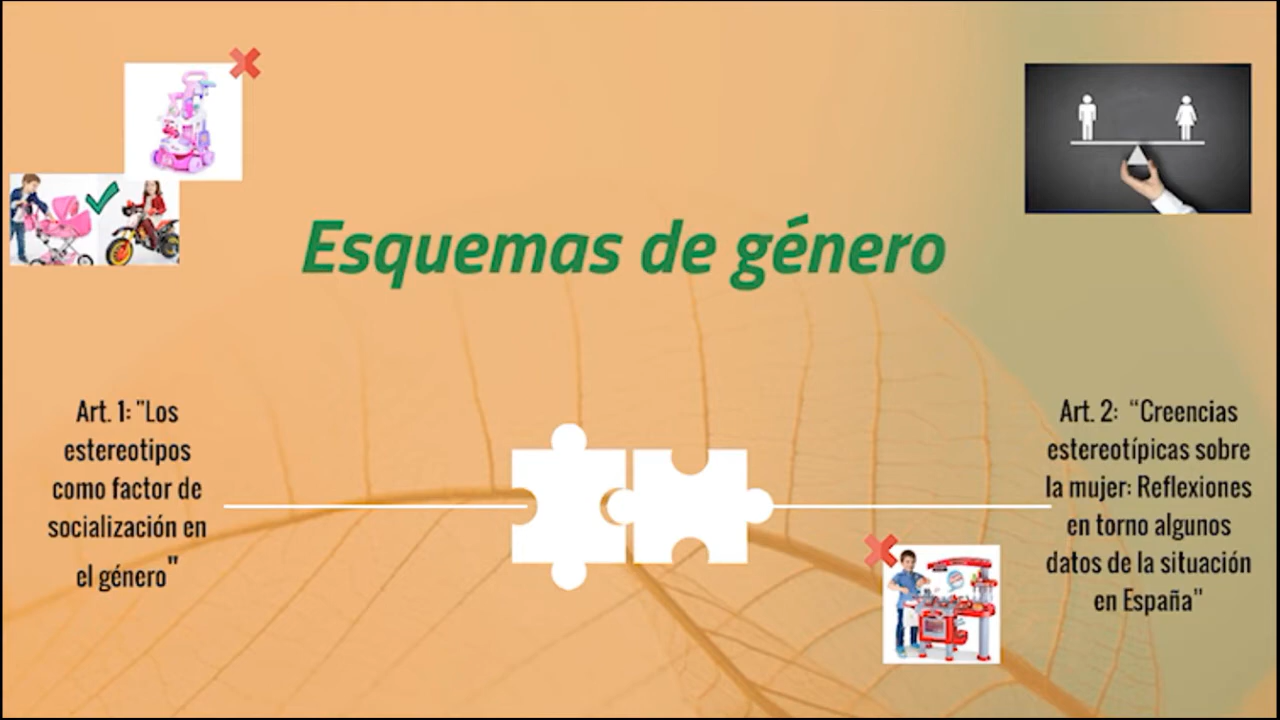 Esquemas de género
Art. 1: "Los
estereotipos
como factor de
socialización en
el género"
Art. 2: “Creencias
estereotípicas sobre
la mujer: Reflexiones
en torno algunos
datos de la situación
en España”